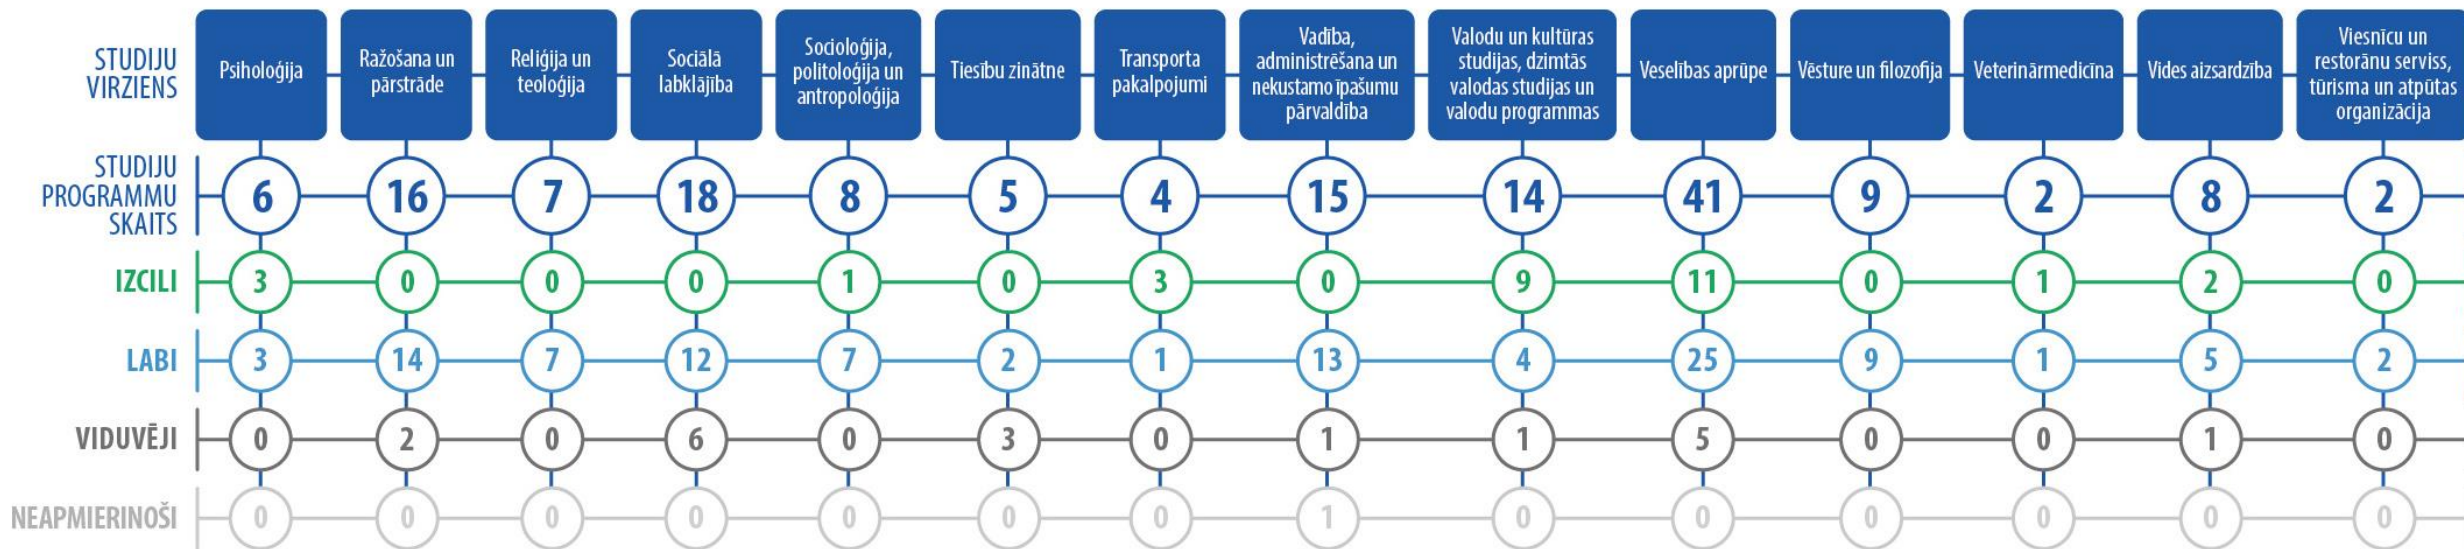 STUDIJU
VIRZIENS
Psiholoģija
Ražošana un
pārstrāde
Reliģija un
teoloģija
Sociālā
labklājība
Socioloģija,
politoloģija un
antropoloģija
Tiesību zinātne
Transporta
pakalpojumi
Vadība,
administrēšana un
nekustamo īpašumu
pārvaldība
Valodu un kultūras
studijas, dzimtās
valodas studijas un
valodu programmas
Veselības aprūpe
Vēsture un filozofija
Veterinārmedicīna
Vides aizsardzība
Viesnīcu un
restorānu serviss,
tūrisma un atpūtas
organizācija
STUDIJU
PROGRAMMU
SKAITS
6 16 7 18 8 5 4 15 14 41 9 2 8 2
IZCILI 3 0 0 0 1 0 3 0 9 11 0 1 2 0
LABI 3 14 7 12 7 2 1 13 4 25 9 1 5 2
VIDUVĒJI 0 2 0 6 0 3 0 1 1 5 0 0 1 0
NEAPMIERINOŠI 0 0 0 0 0 0 0 1 0 0 0 0 0 0